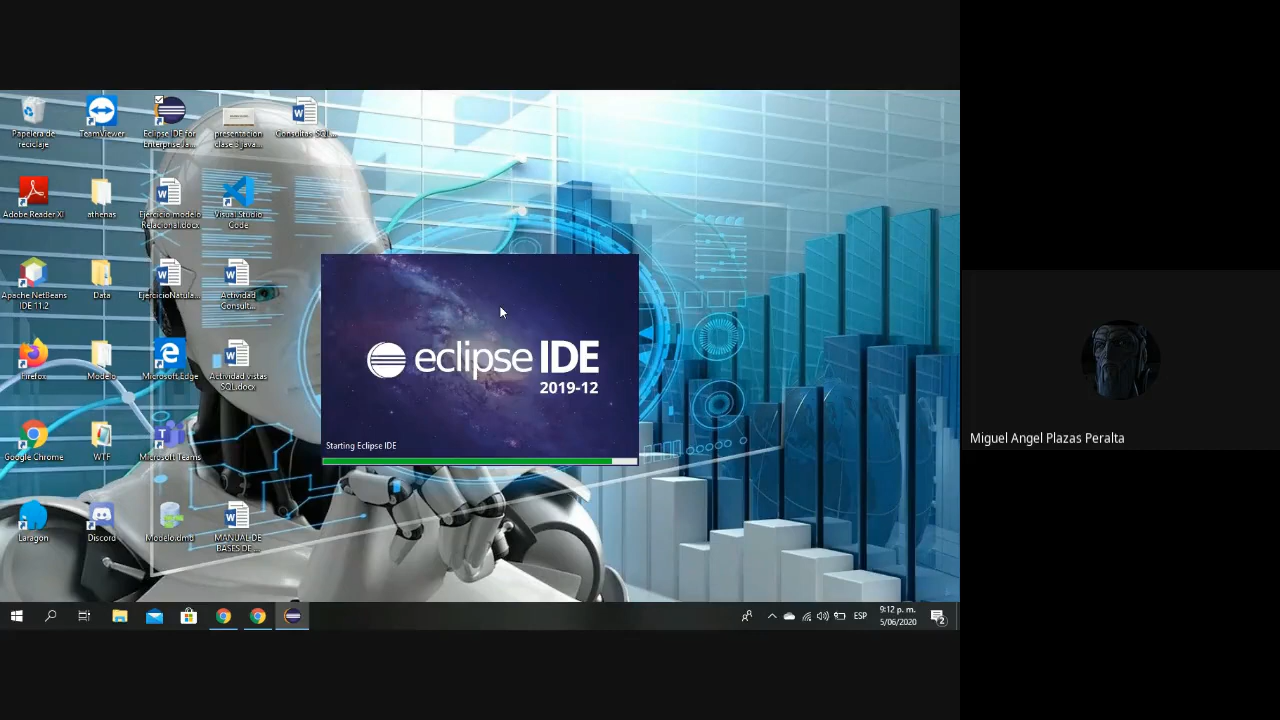 Papelera de
reciclaje
TeamViewer
Eclipse IDE for
Enterprise Ja...
presentacion
clase 6 java...
Consultas SQL...
Adobe Reader XI
athenas
Ejercicio modelo
Relacional.docx
Visual Studio
Code
Apache NetBeans
IDE 11.2
Data
EjercicioNatula...
Actividad
Consult...
Firefox
Modelo
Microsoft Edge
Actividad vistas
SQL.docx
Google Chrome
WTF
Microsoft Teams
Laragon
Discord
Modelo.dmd
MANUAL DE
BASES DE ...
eclipse IDE
2019-12
Starting Eclipse IDE
ESP
9:12 p. m.
5/06/2020
2
Miguel Angel Plazas Peralta